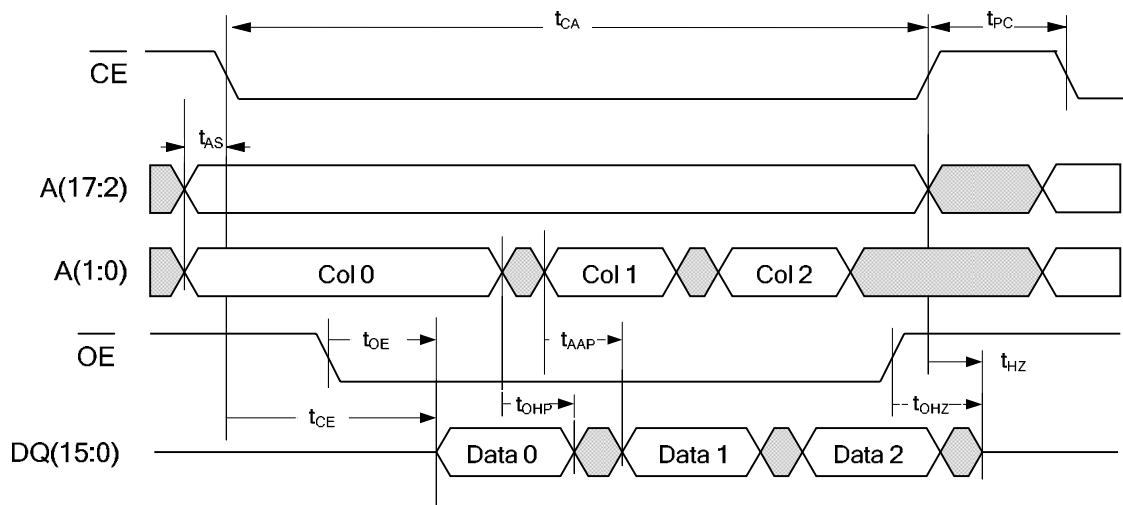 tCA
tPC
CE
tAS
A(17:2)
A(1:0)
Col 0
Col 1
Col 2
OE
tOE
tAAP
tHZ
tOHP
tOHZ
tCE
DQ(15:0)
Data 0
Data 1
Data 2